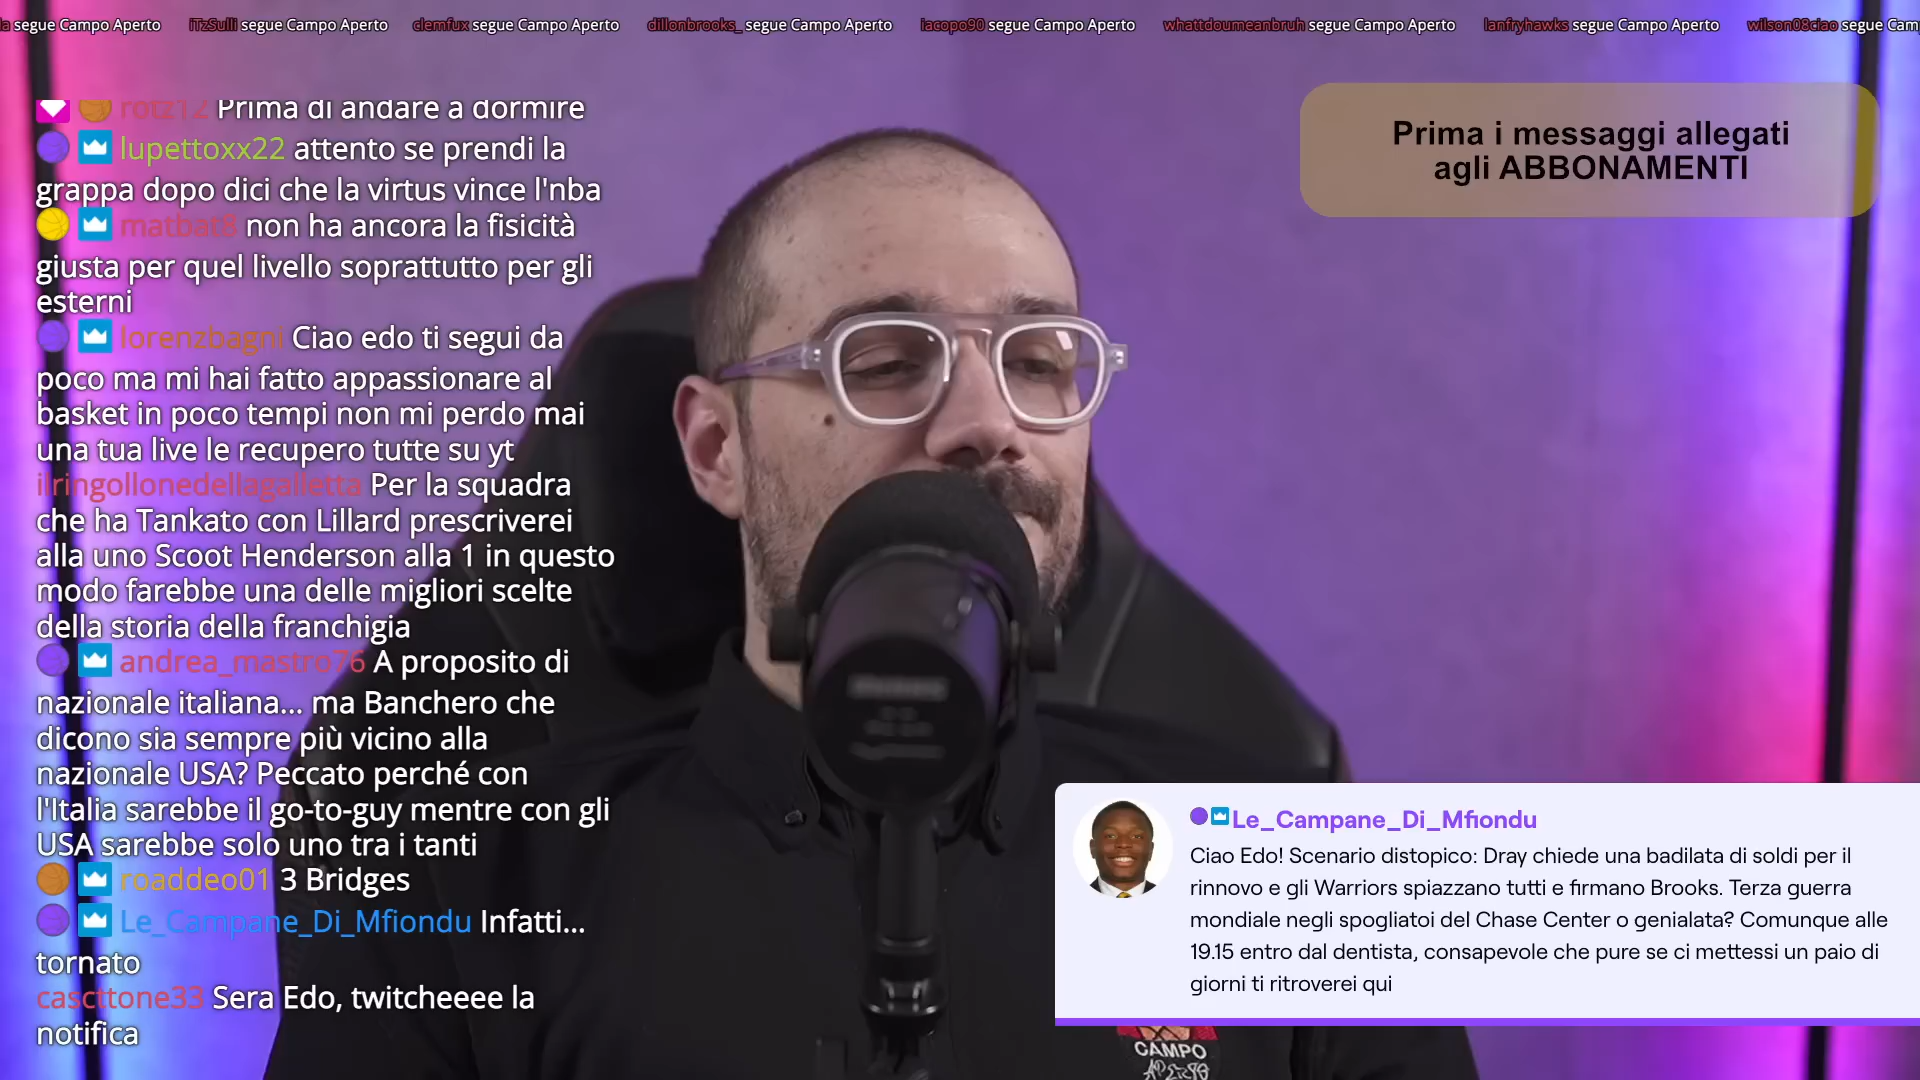 segue Campo Aperto iTzSulli segue Campo Aperto clemfux segue Campo Aperto dillonbrooks_ segue Campo Aperto iacopo90 segue Campo Aperto whattdoumeanbruh segue Campo Aperto lanfryhawks segue Campo Aperto wilson08ciao segue Cam
Prima i messaggi allegati
agli ABBONAMENTI
rotz12 Prima di andare a dormire
lupettoxx22 attento se prendi la
grappa dopo dici che la virtus vince l'nba
matbat8 non ha ancora la fisicità
giusta per quel livello soprattutto per gli
esterni
lorenzbagni Ciao edo ti segui da
poco ma mi hai fatto appassionare al
basket in poco tempi non mi perdo mai
una tua live le recupero tutte su yt
ilringollonedellagalletta Per la squadra
che ha Tankato con Lillard prescriverei
alla uno Scoot Henderson alla 1 in questo
modo farebbe una delle migliori scelte
della storia della franchigia
andrea_mastro76 A proposito di
nazionale italiana... ma Banchero che
dicono sia sempre più vicino alla
nazionale USA? Peccato perché con
l'Italia sarebbe il go-to-guy mentre con gli
USA sarebbe solo uno tra i tanti
roaddeo01 3 Bridges
Le_Campane_Di_Mfiondu Infatti...
tornato
cascttone33 Sera Edo, twitcheeee la
notifica
Le_Campane_Di_Mfiondu
Ciao Edo! Scenario distopico: Dray chiede una badilata di soldi per il
rinnovo e gli Warriors spiazzano tutti e firmano Brooks. Terza guerra
mondiale negli spogliatoi del Chase Center o genialata? Comunque alle
19.15 entro dal dentista, consapevole che pure se ci mettessi un paio di
giorni ti ritroverei qui
CAMPO
APERTO